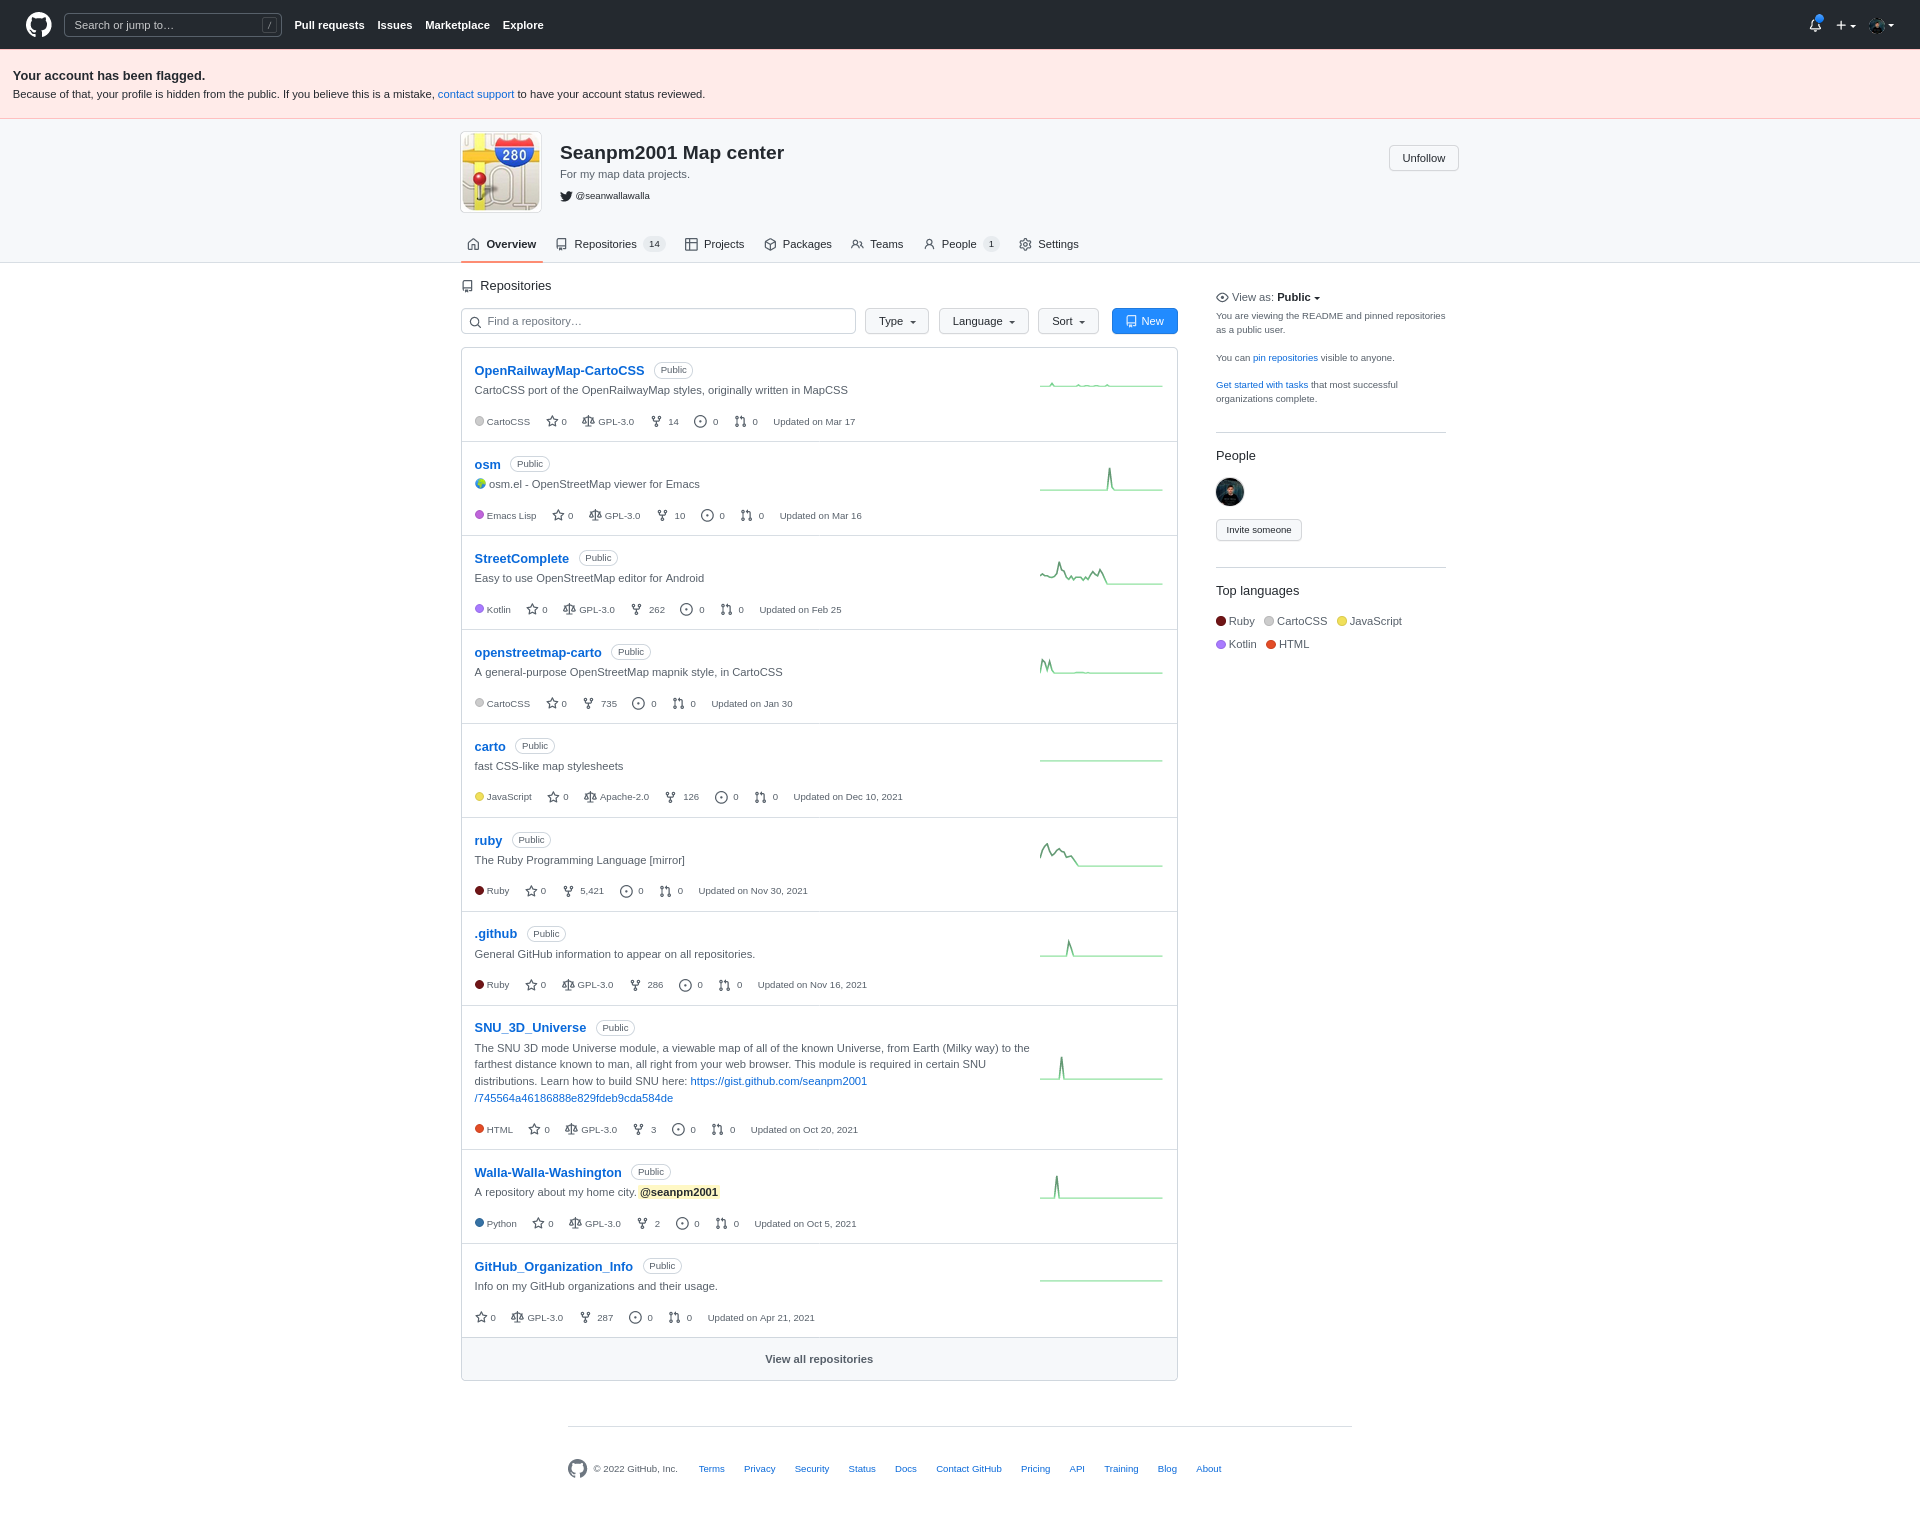 Search or jump to… /
Pull requests Issues Marketplace Explore
Your account has been flagged.
Because of that, your profile is hidden from the public. If you believe this is a mistake, contact support to have your account status reviewed.
280
Seanpm2001 Map center
Unfollow
For my map data projects.
@seanwallawalla
Overview Repositories 14 Projects Packages Teams People 1 Settings
Repositories
Find a repository… Type Language Sort New
OpenRailwayMap-CartoCSS Public
CartoCSS port of the OpenRailwayMap styles, originally written in MapCSS
CartoCSS 0 GPL-3.0 14 0 0 Updated on Mar 17
osm Public
osm.el - OpenStreetMap viewer for Emacs
Emacs Lisp 0 GPL-3.0 10 0 0 Updated on Mar 16
StreetComplete Public
Easy to use OpenStreetMap editor for Android
Kotlin 0 GPL-3.0 262 0 0 Updated on Feb 25
openstreetmap-carto Public
A general-purpose OpenStreetMap mapnik style, in CartoCSS
CartoCSS 0 735 0 0 Updated on Jan 30
carto Public
fast CSS-like map stylesheets
JavaScript 0 Apache-2.0 126 0 0 Updated on Dec 10, 2021
ruby Public
The Ruby Programming Language [mirror]
Ruby 0 5,421 0 0 Updated on Nov 30, 2021
.github Public
General GitHub information to appear on all repositories.
Ruby 0 GPL-3.0 286 0 0 Updated on Nov 16, 2021
SNU_3D_Universe Public
The SNU 3D mode Universe module, a viewable map of all of the known Universe, from Earth (Milky way) to the
farthest distance known to man, all right from your web browser. This module is required in certain SNU
distributions. Learn how to build SNU here: https://gist.github.com/seanpm2001
/745564a46186888e829fdeb9cda584de
HTML 0 GPL-3.0 3 0 0 Updated on Oct 20, 2021
Walla-Walla-Washington Public
A repository about my home city. @seanpm2001
Python 0 GPL-3.0 2 0 0 Updated on Oct 5, 2021
GitHub_Organization_Info Public
Info on my GitHub organizations and their usage.
0 GPL-3.0 287 0 0 Updated on Apr 21, 2021
View all repositories
View as: Public
You are viewing the README and pinned repositories
as a public user.
You can pin repositories visible to anyone.
Get started with tasks that most successful
organizations complete.
People
Invite someone
Top languages
Ruby CartoCSS JavaScript
Kotlin HTML
© 2022 GitHub, Inc. Terms Privacy Security Status Docs Contact GitHub Pricing API Training Blog About